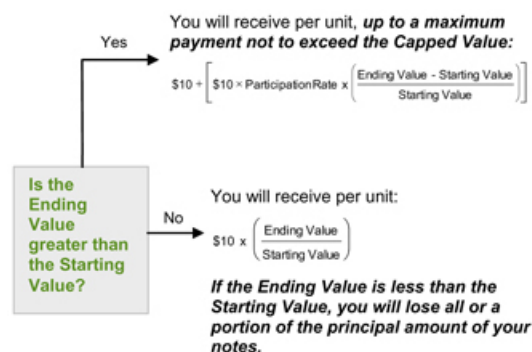 You will receive per unit, up to a maximum
payment not to exceed the Capped Value:
Yes
$10 + [$10 × Participation Rate x (Ending Value - Starting Value / Starting Value)]
Is the
Ending
Value
greater than
the Starting
Value?
No
You will receive per unit:
$10 x (Ending Value / Starting Value)
If the Ending Value is less than the
Starting Value, you will lose all or a
portion of the principal amount of your
notes.